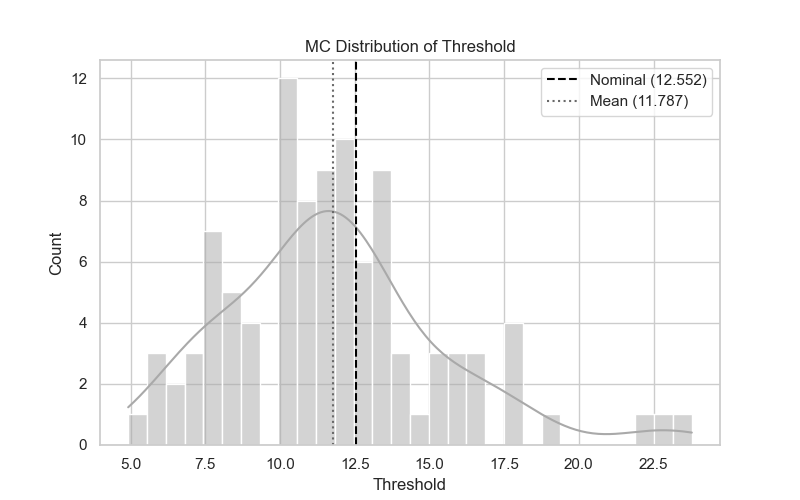 MC Distribution of Threshold
Nominal (12.552)
Mean (11.787)
Count
12
10
8
6
4
2
0
5.0 7.5 10.0 12.5 15.0 17.5 20.0 22.5
Threshold